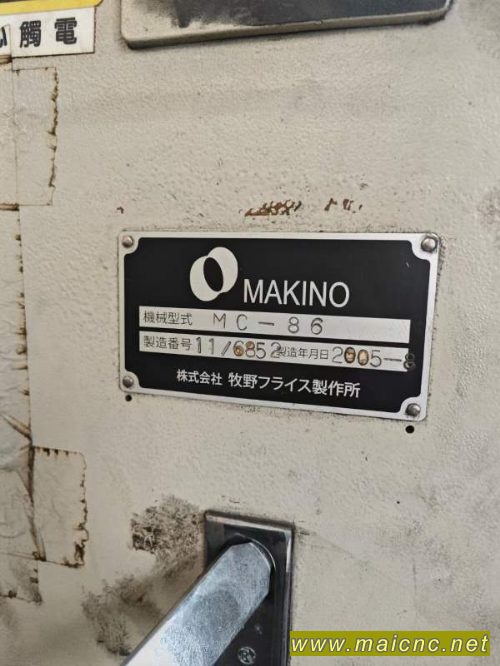 觸電
MAKINO
機械型式 MC-86
製造番号 11/6852 製造年月日 2005-8
株式会社 牧野フライス製作所
www.maicnc.net